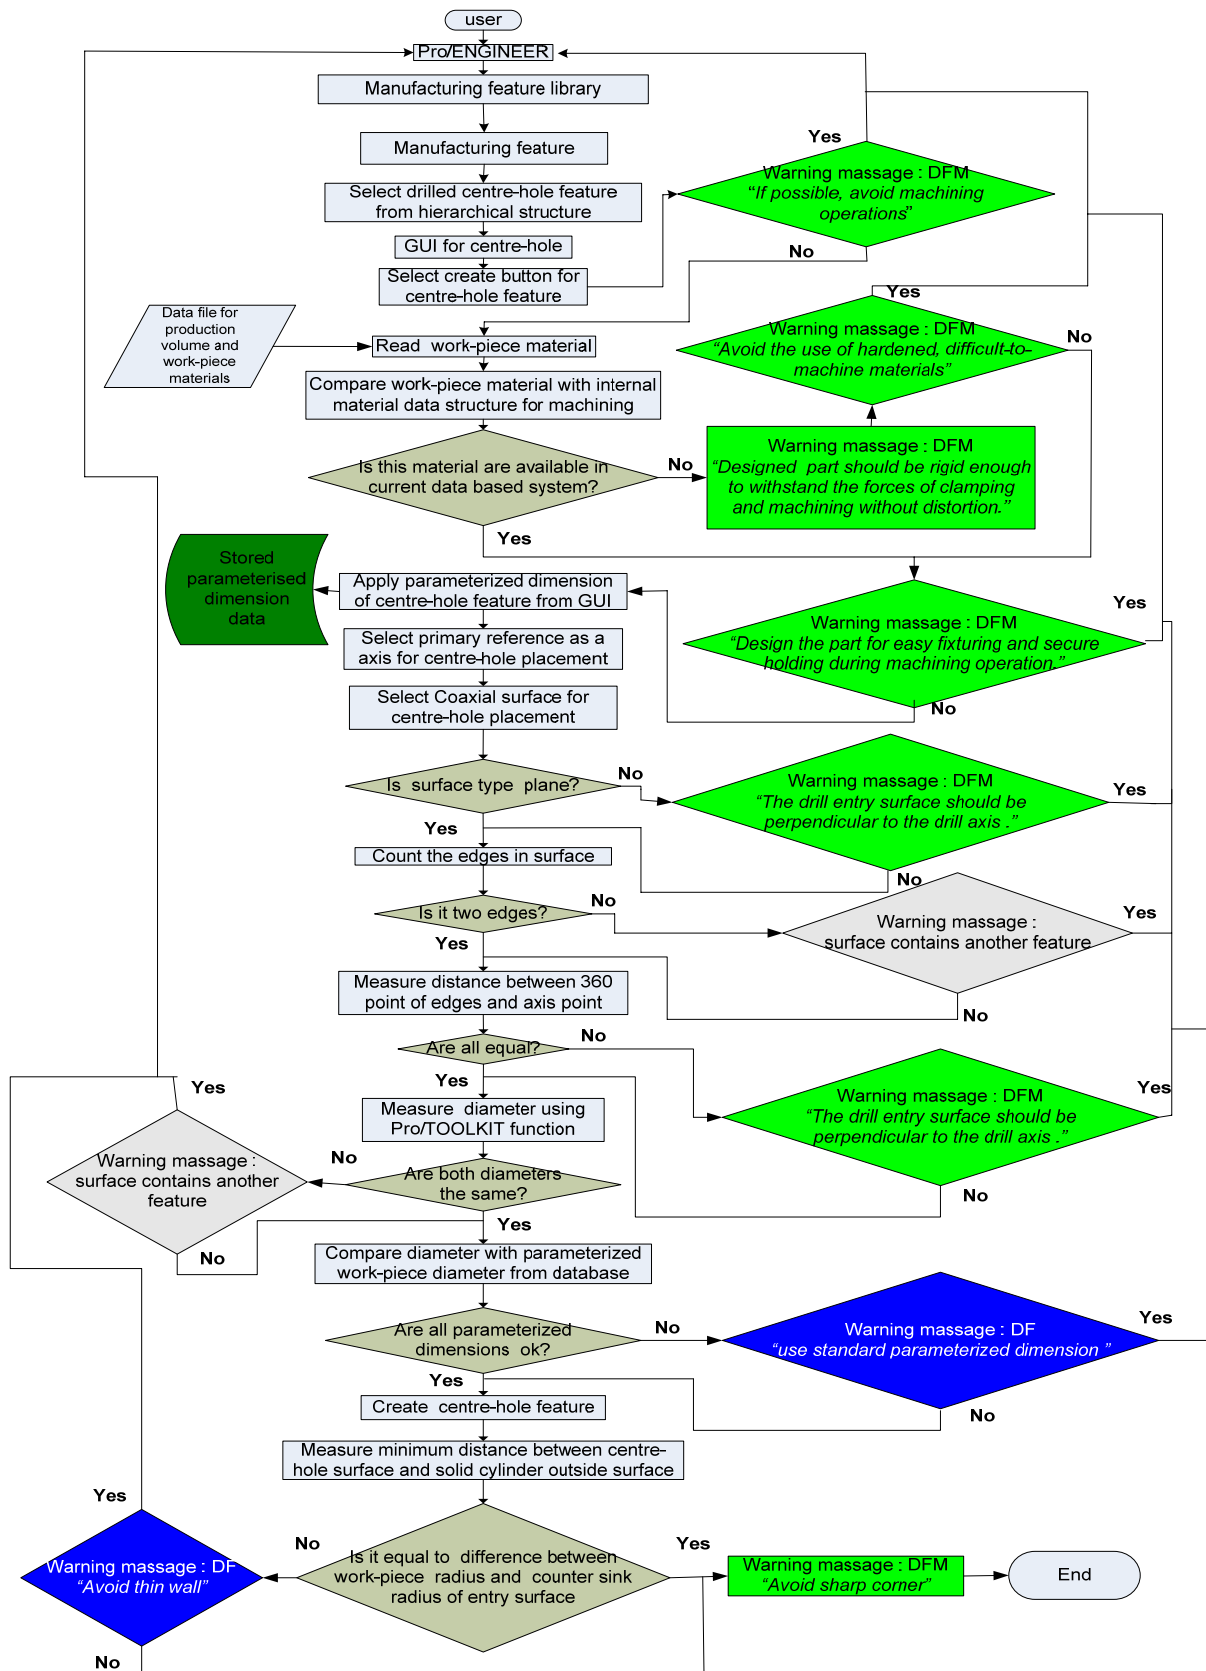 user
Pro/ENGINEER
Manufacturing feature library
Manufacturing feature
Select drilled centre-hole feature
from hierarchical structure
GUI for centre-hole
Select create button for
centre-hole feature
Yes
Warning massage : DFM
“If possible, avoid machining
operations”
No
Data file for
production
volume and
work-piece
materials
Read work-piece material
Compare work-piece material with internal
material data structure for machining
Yes
Warning massage : DFM
“Avoid the use of hardened, difficult-to-
machine materials”
No
Is this material are available in
current data based system?
No
Warning massage : DFM
“Designed part should be rigid enough
to withstand the forces of clamping
and machining without distortion.”
Yes
Stored
parameterised
dimension
data
Apply parameterized dimension
of centre-hole feature from GUI
Yes
Warning massage : DFM
“Design the part for easy fixturing and secure
holding during machining operation.”
No
Select primary reference as a
axis for centre-hole placement
Select Coaxial surface for
centre-hole placement
Is surface type plane?
No
Warning massage : DFM
“The drill entry surface should be
perpendicular to the drill axis .”
Yes
No
Yes
Count the edges in surface
Is it two edges?
No
Warning massage :
surface contains another feature
Yes
No
Yes
Measure distance between 360
point of edges and axis point
Are all equal?
No
Warning massage : DFM
“The drill entry surface should be
perpendicular to the drill axis .”
Yes
No
Yes
Measure diameter using
Pro/TOOLKIT function
Yes
Warning massage :
surface contains another
feature
No
No
Are both diameters
the same?
Yes
Compare diameter with parameterized
work-piece diameter from database
Are all parameterized
dimensions ok?
No
Warning massage : DF
“use standard parameterized dimension ”
Yes
No
Yes
Create centre-hole feature
Measure minimum distance between centre-
hole surface and solid cylinder outside surface
Yes
Warning massage : DF
“Avoid thin wall”
No
No
Is it equal to difference between
work-piece radius and counter sink
radius of entry surface
Yes
Warning massage : DFM
“Avoid sharp corner”
End